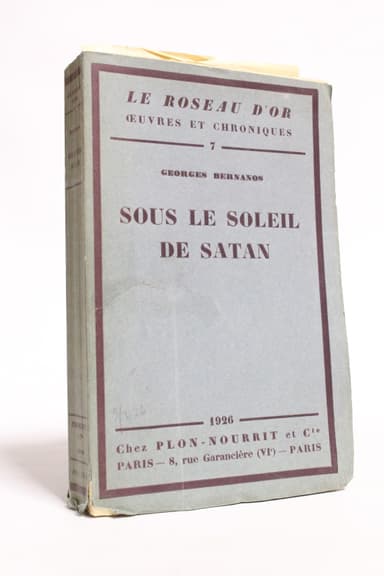 LE ROSEAU D'OR
ŒUVRES ET CHRONIQUES
7
GEORGES BERNANOS
SOUS LE SOLEIL
DE SATAN
1926
Chez PLON-NOURRIT et Cie
PARIS — 8, rue Garancière (VIe) — PARIS